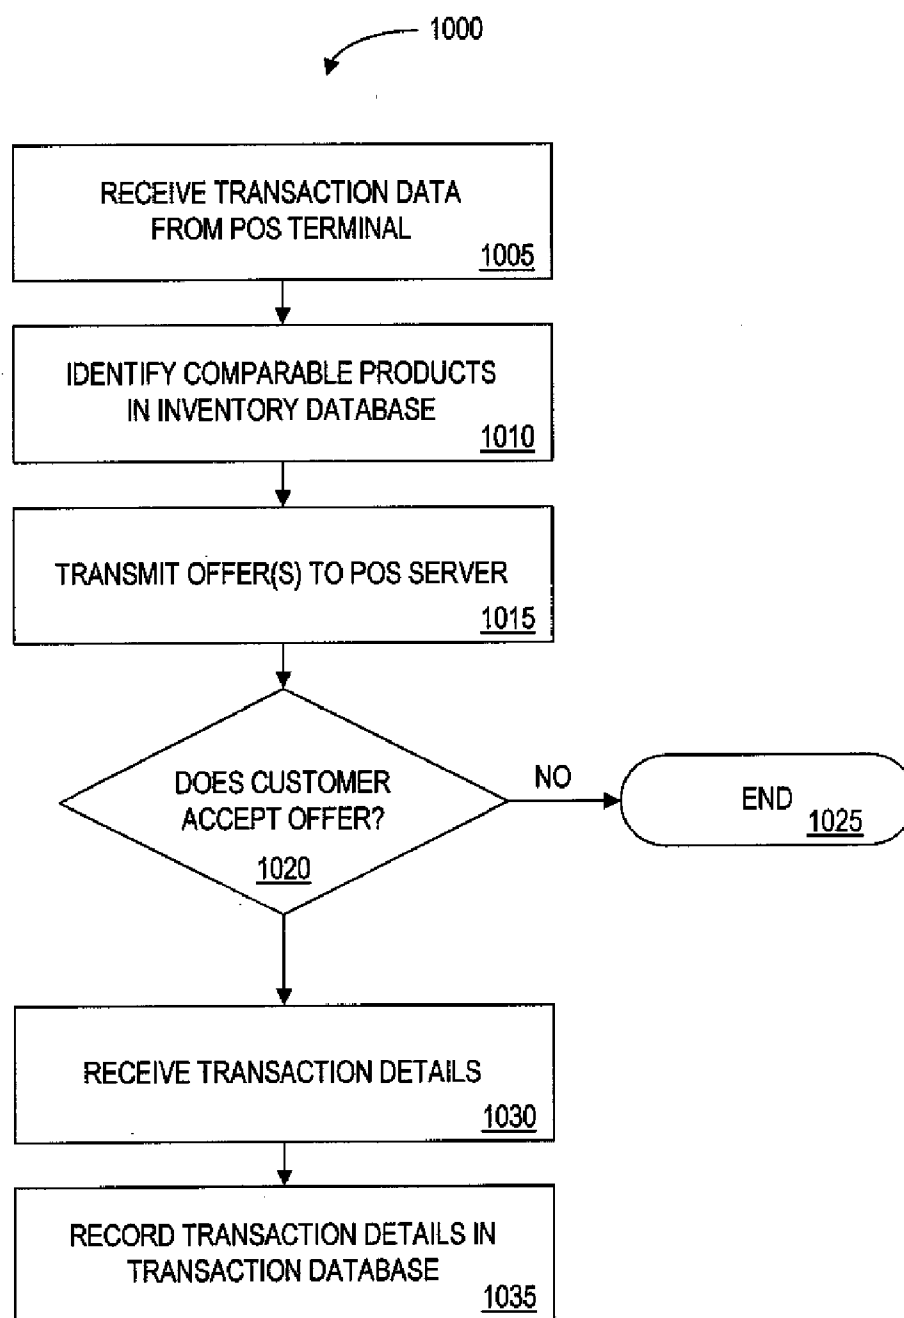 1000
RECEIVE TRANSACTION DATA
FROM POS TERMINAL
1005
IDENTIFY COMPARABLE PRODUCTS
IN INVENTORY DATABASE
1010
TRANSMIT OFFER(S) TO POS SERVER
1015
DOES CUSTOMER
ACCEPT OFFER?
1020
NO
END
1025
RECEIVE TRANSACTION DETAILS
1030
RECORD TRANSACTION DETAILS IN
TRANSACTION DATABASE
1035